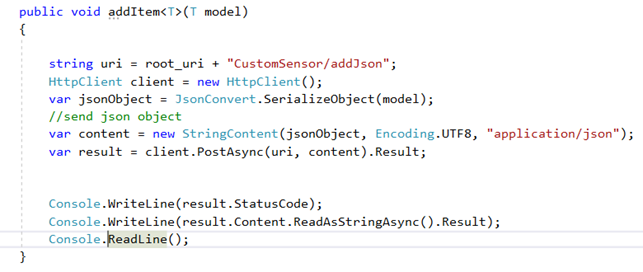 public void addItem<T>(T model)
{
string uri = root_uri + "CustomSensor/addJson";
HttpClient client = new HttpClient();
var jsonObject = JsonConvert.SerializeObject(model);
//send json object
var content = new StringContent(jsonObject, Encoding.UTF8, "application/json");
var result = client.PostAsync(uri, content).Result;
Console.WriteLine(result.StatusCode);
Console.WriteLine(result.Content.ReadAsStringAsync().Result);
Console.ReadLine();
}